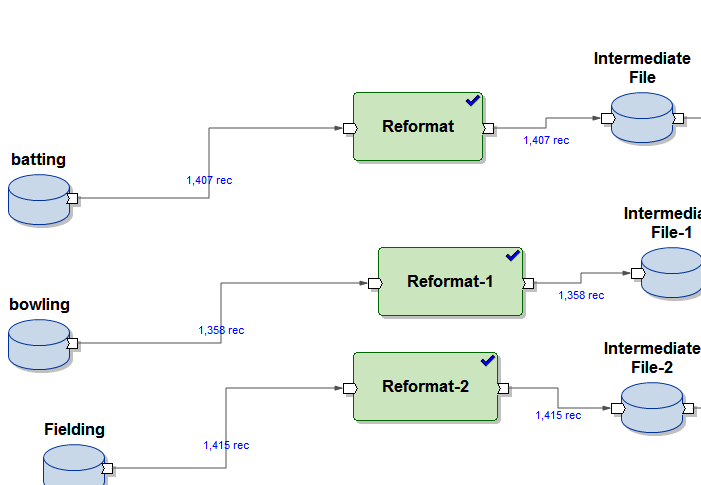 Intermediate
File
Reformat
1,407 rec
batting
1,407 rec
Intermedia
File-1
Reformat-1
1,358 rec
bowling
1,358 rec
Intermediate
File-2
Reformat-2
1,415 rec
Fielding
1,415 rec